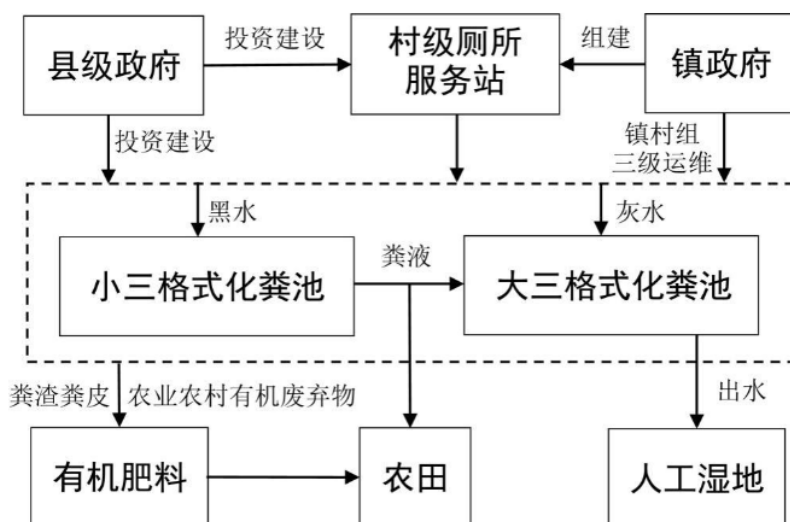 县级政府
投资建设
村级厕所
服务站
组建
镇政府
投资建设
镇村组
三级运维
黑水
灰水
小三格式化粪池
粪液
大三格式化粪池
粪渣粪皮
农业农村有机废弃物
出水
有机肥料
农田
人工湿地